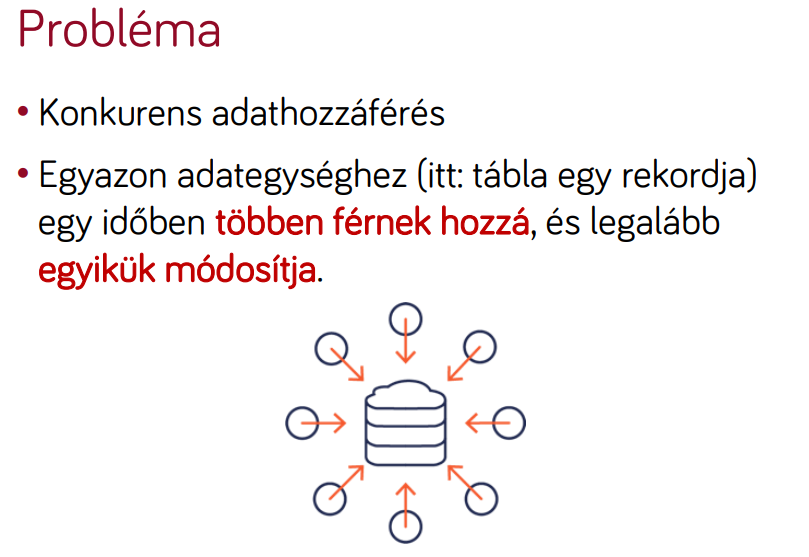 Probléma
• Konkurens adathozzáférés
• Egyazon adategységhez (itt: tábla egy rekordja)
egy időben többen férnek hozzá, és legalább
egyikük módosítja.